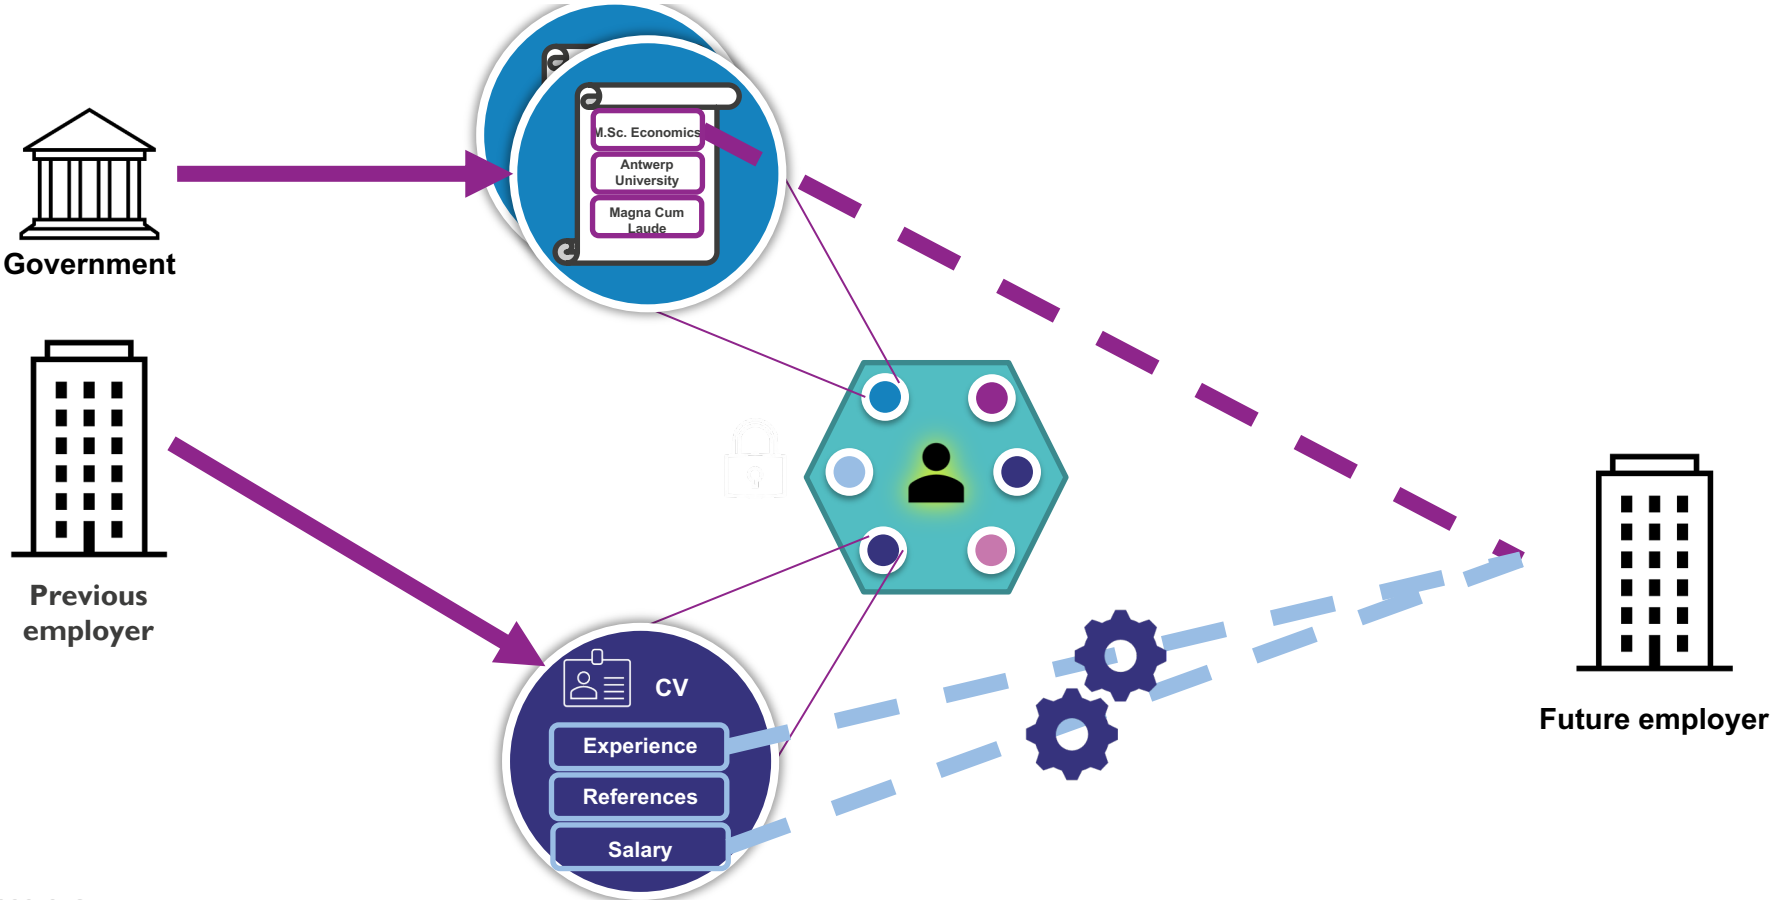 M.Sc. Economics
Antwerp
University
Magna Cum
Laude
Government
Previous
employer
CV
Experience
References
Salary
Future employer